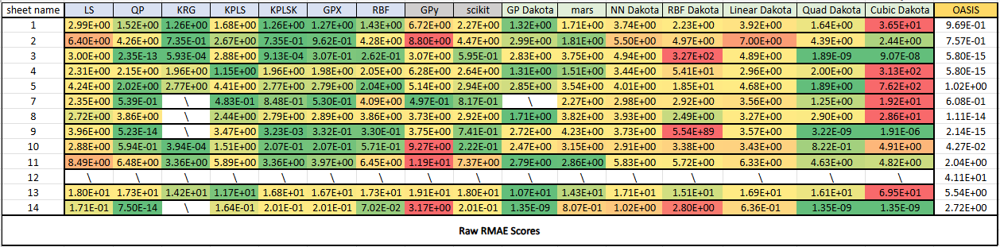 sheet name LS QP KRG KPLS KPLSK GPX RBF GPy scikit GP Dakota mars NN Dakota RBF Dakota Linear Dakota Quad Dakota Cubic Dakota OASIS
1 2.99E+00 1.52E+00 1.26E+00 1.68E+00 1.26E+00 1.27E+00 1.43E+00 6.72E+00 2.27E+00 1.32E+00 1.71E+00 3.74E+00 2.23E+00 3.92E+00 1.64E+00 3.65E+01 9.69E-01
2 6.40E+00 4.26E+00 7.35E-01 2.67E+00 7.35E-01 9.62E-01 4.28E+00 8.80E+00 4.47E+00 2.99E+00 1.81E+00 5.50E+00 4.97E+00 7.00E+00 4.39E+00 2.44E+00 7.57E-01
3 3.00E+00 2.35E-13 5.93E-04 2.88E+00 9.13E-04 3.07E-01 2.62E-01 3.07E+00 5.95E-01 2.83E+00 3.75E+00 4.94E+00 3.27E+02 4.89E+00 1.89E-09 9.07E-08 5.80E-15
4 2.31E+00 2.15E+00 1.96E+00 1.15E+00 1.96E+00 1.98E+00 2.05E+00 6.28E+00 2.64E+00 1.31E+00 1.51E+00 3.44E+00 5.41E+01 2.96E+00 2.00E+00 3.13E+02 5.80E-15
5 4.24E+00 2.02E+00 2.77E+00 4.41E+00 2.77E+00 2.79E+00 2.04E+00 5.14E+00 2.94E+00 2.85E+00 3.54E+00 4.01E+00 1.85E+01 4.68E+00 1.89E+00 7.62E+02 1.02E+00
7 2.35E+00 5.39E-01 \ 4.83E-01 8.48E-01 5.30E-01 4.09E+00 4.97E-01 8.17E-01 \ 2.27E+00 2.98E+00 2.92E+00 3.56E+00 1.25E+00 1.92E+01 6.08E-01
8 2.72E+00 3.86E+00 \ 2.44E+00 2.79E+00 2.89E+00 3.86E+00 3.73E+00 2.92E+00 1.71E+00 3.82E+00 3.93E+00 2.49E+00 3.27E+00 2.90E+00 2.86E+01 1.11E-14
9 3.96E+00 5.23E-14 \ 3.47E+00 3.23E-03 3.32E-01 3.30E-01 3.75E+00 7.41E-01 2.72E+00 4.23E+00 3.73E+00 5.54E+89 3.57E+00 3.22E-09 1.91E-06 2.14E-15
10 2.88E+00 5.94E-01 3.94E-04 1.51E+00 2.07E-01 2.07E-01 5.71E-01 9.27E+00 2.22E-01 2.47E+00 3.15E+00 2.91E+00 3.38E+00 3.43E+00 8.22E-01 4.91E+00 4.27E-02
11 8.49E+00 6.48E+00 3.36E+00 5.89E+00 3.36E+00 3.97E+00 6.45E+00 1.19E+01 7.37E+00 2.79E+00 2.86E+00 5.83E+00 5.72E+00 6.33E+00 4.63E+00 4.82E+00 2.04E+00
12 \ \ \ \ \ \ \ \ \ \ \ \ \ \ \ \ 4.11E+01
13 1.80E+01 1.73E+01 1.42E+01 1.17E+01 1.68E+01 1.67E+01 1.73E+01 1.91E+01 1.80E+01 1.07E+01 1.43E+01 1.71E+01 1.51E+01 1.69E+01 1.61E+01 6.95E+01 5.54E+00
14 1.71E-01 7.50E-14 \ 1.64E-01 2.01E-01 2.01E-01 7.02E-02 3.17E+00 2.01E-01 1.35E-09 8.07E-01 1.02E+00 2.80E+00 6.36E-01 1.35E-09 1.35E-09 2.72E+00
Raw RMAE Scores